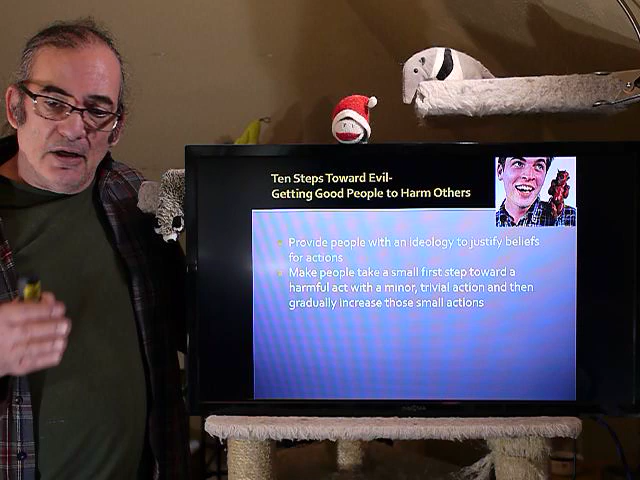 Ten Steps Toward Evil-
Getting Good People to Harm Others
Provide people with an ideology to justify beliefs
for actions
Make people take a small first step toward a
harmful act with a minor, trivial action and then
gradually increase those small actions